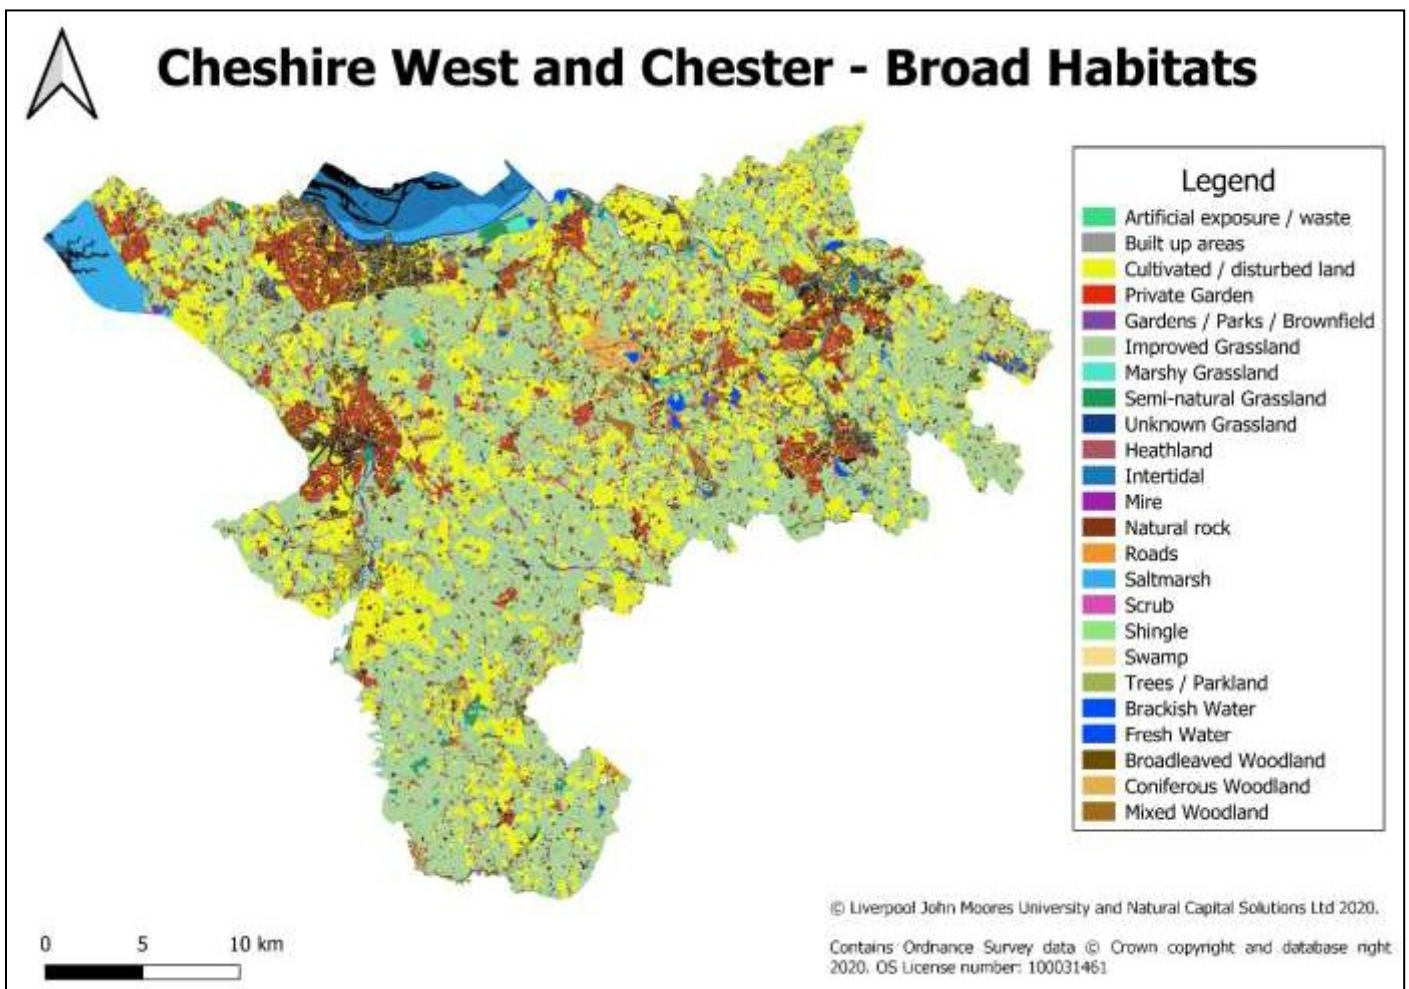 Cheshire West and Chester - Broad Habitats
Legend
Artificial exposure / waste
Built up areas
Cultivated / disturbed land
Private Garden
Gardens / Parks / Brownfield
Improved Grassland
Marshy Grassland
Semi-natural Grassland
Unknown Grassland
Heathland
Intertidal
Mire
Natural rock
Roads
Saltmarsh
Scrub
Shingle
Swamp
Trees / Parkland
Brackish Water
Fresh Water
Broadleaved Woodland
Coniferous Woodland
Mixed Woodland
© Liverpool John Moores University and Natural Capital Solutions Ltd 2020.
Contains Ordnance Survey data © Crown copyright and database right
2020. OS License number: 100031461
0 5 10 km